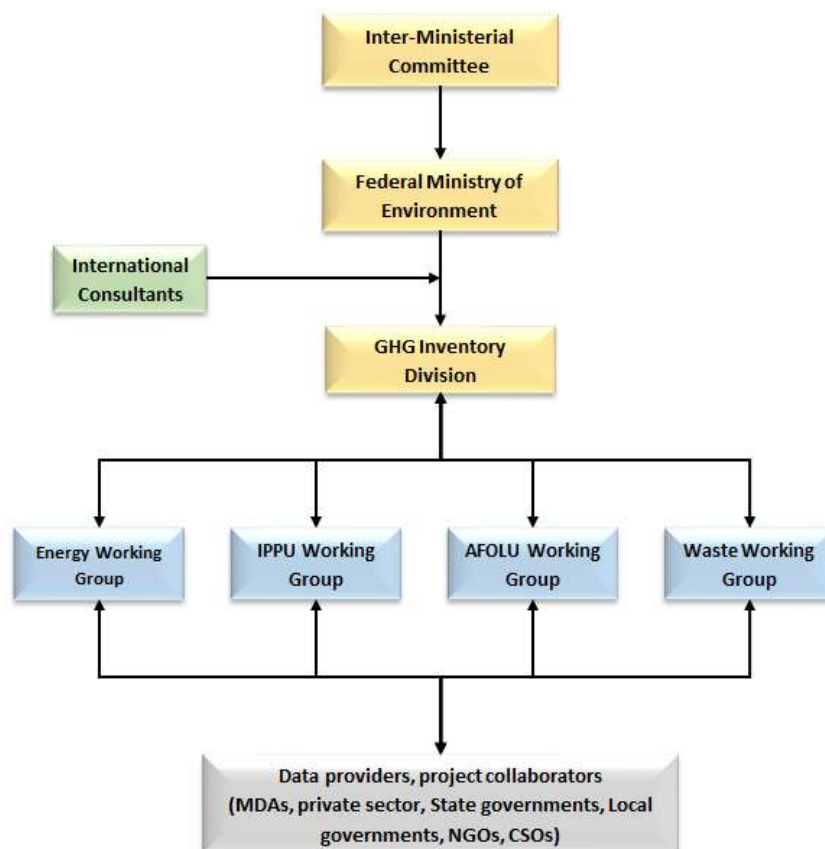 Inter-Ministerial
Committee
Federal Ministry of
Environment
International
Consultants
GHG Inventory
Division
Energy Working
Group
IPPU Working
Group
AFOLU Working
Group
Waste Working
Group
Data providers, project collaborators
(MDAs, private sector, State governments, Local
governments, NGOs, CSOs)